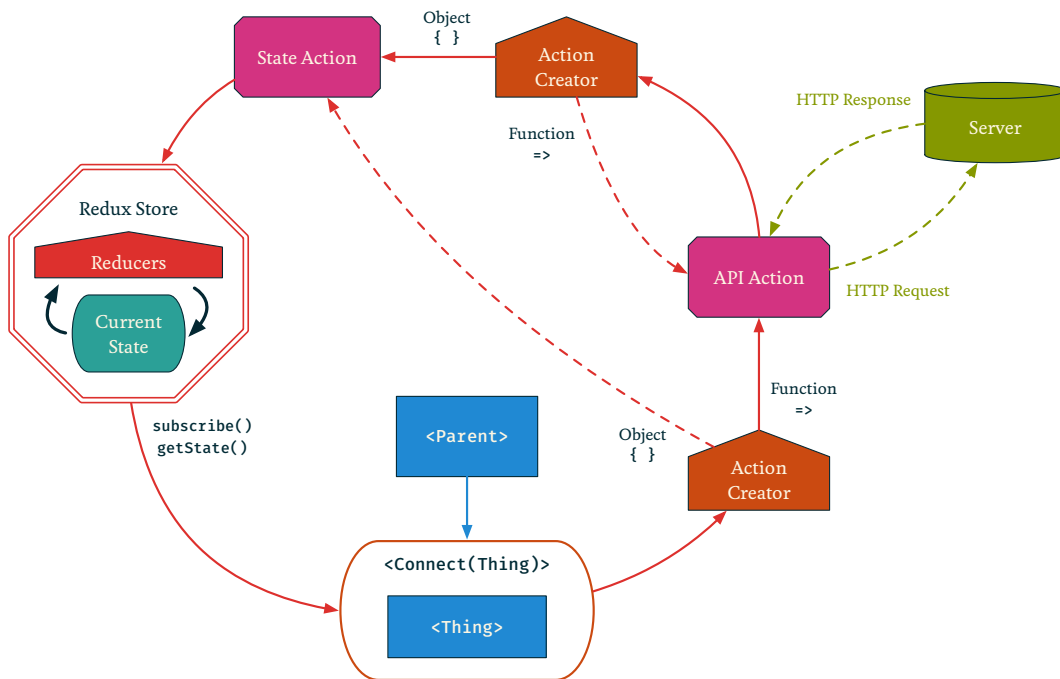 Object
{ }
State Action
Action
Creator
HTTP Response
Server
Function
=>
Redux Store
Reducers
API Action
HTTP Request
Current
State
Function
=>
subscribe()
getState()
<Parent>
Object
{ }
Action
Creator
<Connect(Thing)>
<Thing>